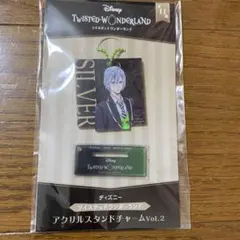 Disney
TWISTED-WONDERLAND
ツイステッドワンダーランド
SILVER
Disney
TWISTED-WONDERLAND
ディズニー
ツイステッドワンダーランド
アクリルスタンドチャームVol.2